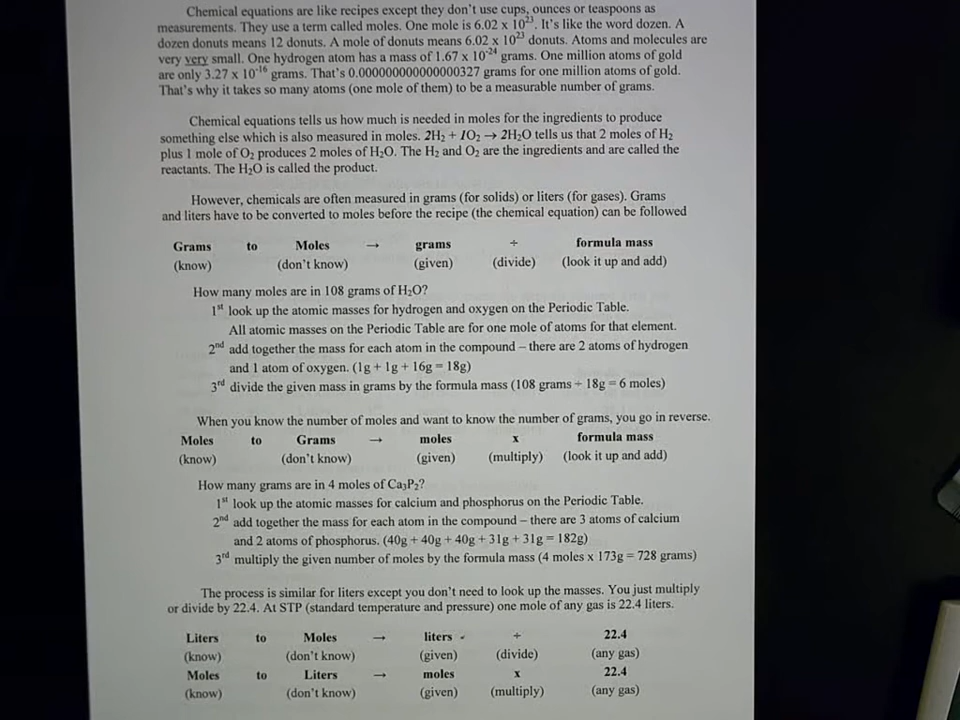 Chemical equations are like recipes except they don't use cups, ounces or teaspoons as
measurements. They use a term called moles. One mole is 6.02 x 10²³. It's like the word dozen. A
dozen donuts means 12 donuts. A mole of donuts means 6.02 x 10²³ donuts. Atoms and molecules are
very very small. One hydrogen atom has a mass of 1.67 x 10⁻²⁴ grams. One million atoms of gold
are only 3.27 x 10⁻¹⁶ grams. That's 0.000000000000000327 grams for one million atoms of gold.
That's why it takes so many atoms (one mole of them) to be a measurable number of grams.
Chemical equations tells us how much is needed in moles for the ingredients to produce
something else which is also measured in moles. 2H₂ + 1O₂ → 2H₂O tells us that 2 moles of H₂
plus 1 mole of O₂ produces 2 moles of H₂O. The H₂ and O₂ are the ingredients and are called the
reactants. The H₂O is called the product.
However, chemicals are often measured in grams (for solids) or liters (for gases). Grams
and liters have to be converted to moles before the recipe (the chemical equation) can be followed
Grams to Moles → grams ÷ formula mass
(know) (don't know) (given) (divide) (look it up and add)
How many moles are in 108 grams of H₂O?
1st look up the atomic masses for hydrogen and oxygen on the Periodic Table.
All atomic masses on the Periodic Table are for one mole of atoms for that element.
2nd add together the mass for each atom in the compound – there are 2 atoms of hydrogen
and 1 atom of oxygen. (1g + 1g + 16g = 18g)
3rd divide the given mass in grams by the formula mass (108 grams ÷ 18g = 6 moles)
When you know the number of moles and want to know the number of grams, you go in reverse.
Moles to Grams → moles x formula mass
(know) (don't know) (given) (multiply) (look it up and add)
How many grams are in 4 moles of Ca₃P₂?
1st look up the atomic masses for calcium and phosphorus on the Periodic Table.
2nd add together the mass for each atom in the compound – there are 3 atoms of calcium
and 2 atoms of phosphorus. (40g + 40g + 40g + 31g + 31g = 182g)
3rd multiply the given number of moles by the formula mass (4 moles x 173g = 728 grams)
The process is similar for liters except you don't need to look up the masses. You just multiply
or divide by 22.4. At STP (standard temperature and pressure) one mole of any gas is 22.4 liters.
Liters to Moles → liters ÷ 22.4
(know) (don't know) (given) (divide) (any gas)
Moles to Liters → moles x 22.4
(know) (don't know) (given) (multiply) (any gas)